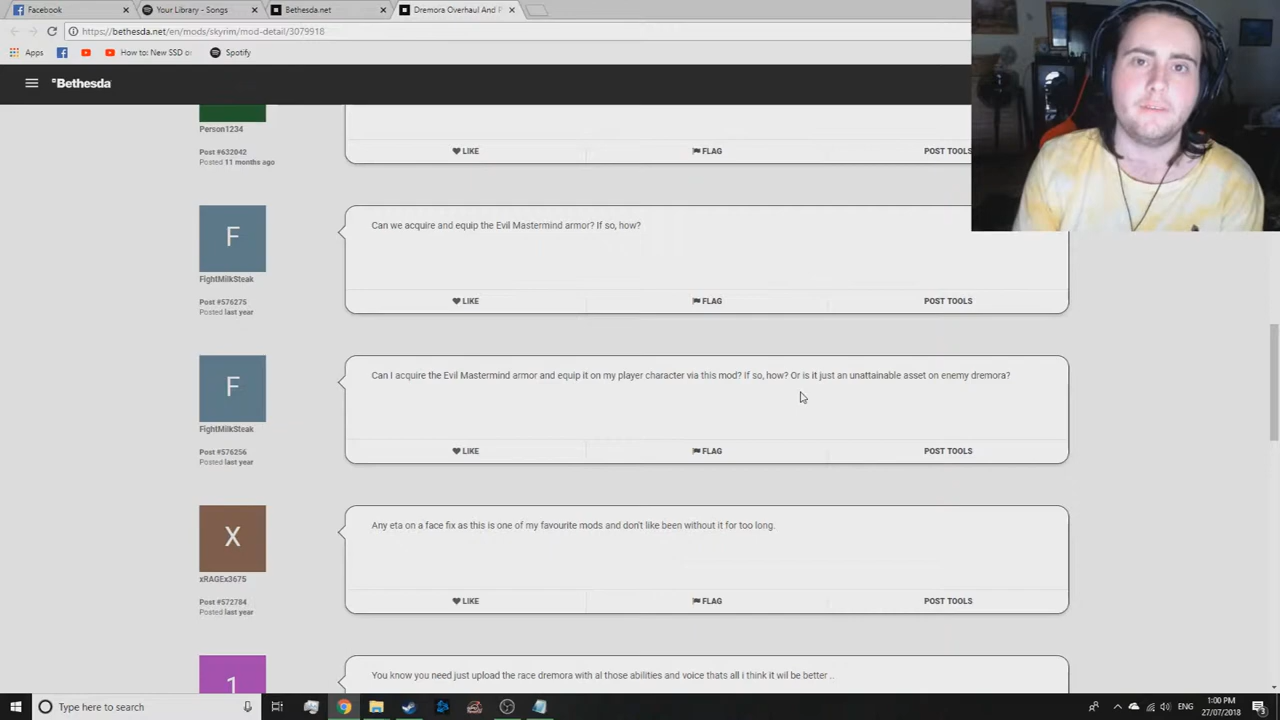 Facebook
Your Library - Songs
Bethesda.net
Dremora Overhaul And
https://bethesda.net/en/mods/skyrim/mod-detail/3079918
Apps
How to: New SSD or
Spotify
Bethesda
Person1234
Post #632042
Posted 11 months ago
LIKE
FLAG
POST TOOLS
F
FightMilkSteak
Post #576275
Posted last year
Can we acquire and equip the Evil Mastermind armor? If so, how?
LIKE
FLAG
POST TOOLS
F
FightMilkSteak
Post #576256
Posted last year
Can I acquire the Evil Mastermind armor and equip it on my player character via this mod? If so, how? Or is it just an unattainable asset on enemy dremora?
LIKE
FLAG
POST TOOLS
X
xRAGEx3675
Post #572784
Posted last year
Any eta on a face fix as this is one of my favourite mods and don't like been without it for too long.
LIKE
FLAG
POST TOOLS
1
You know you need just upload the race dremora with al those abilities and voice thats all i think it wil be better ..
Type here to search
ENG
1:00 PM
27/07/2018
3